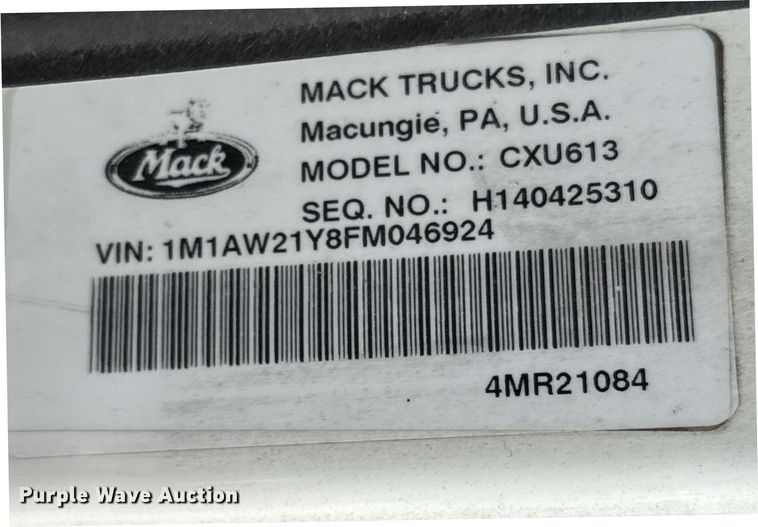 MACK TRUCKS, INC.
Macungie, PA, U.S.A.
Mack
MODEL NO.: CXU613
SEQ. NO.: H140425310
VIN: 1M1AW21Y8FM046924
4MR21084
Purple Wave Auction